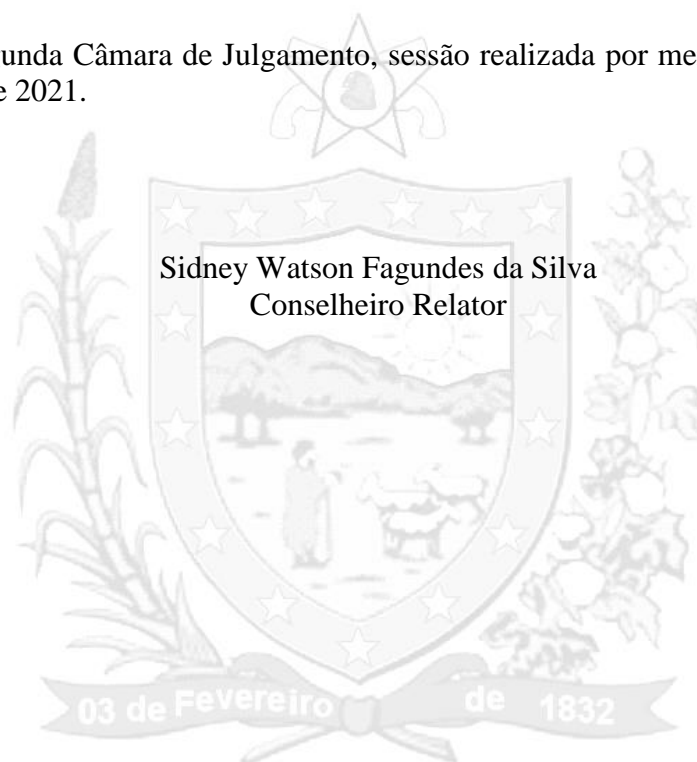 unda Câmara de Julgamento, sessão realizada por me
e 2021.
Sidney Watson Fagundes da Silva
Conselheiro Relator
03 de Fevereiro de 1832